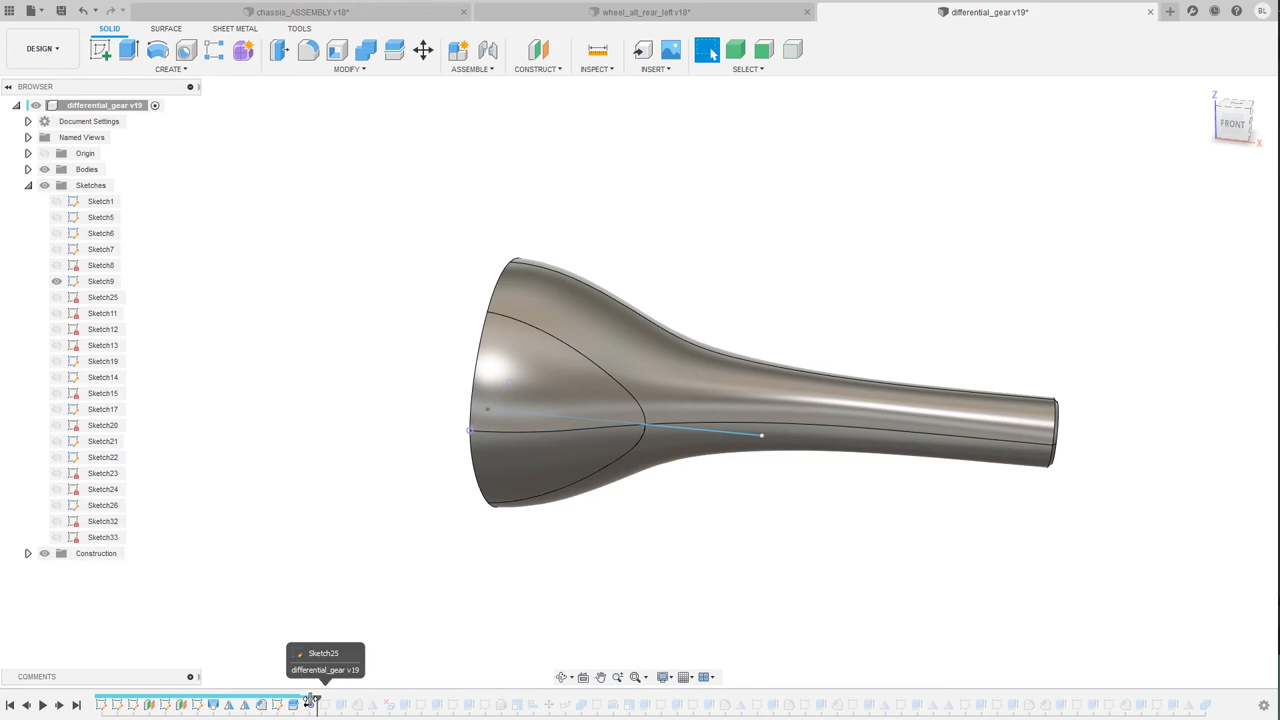 chassis_ASSEMBLY v18*
wheel_alt_rear_left v18*
differential_gear v19*
BL
SOLID
SURFACE
SHEET METAL
TOOLS
DESIGN
CREATE
MODIFY
ASSEMBLE
CONSTRUCT
INSPECT
INSERT
SELECT
BROWSER
differential_gear v19
Document Settings
Named Views
Origin
Bodies
Sketches
Sketch1
Sketch5
Sketch6
Sketch7
Sketch8
Sketch9
Sketch25
Sketch11
Sketch12
Sketch13
Sketch19
Sketch14
Sketch15
Sketch17
Sketch20
Sketch21
Sketch22
Sketch23
Sketch24
Sketch26
Sketch32
Sketch33
Construction
Z
FRONT
X
Sketch25
differential_gear v19
COMMENTS